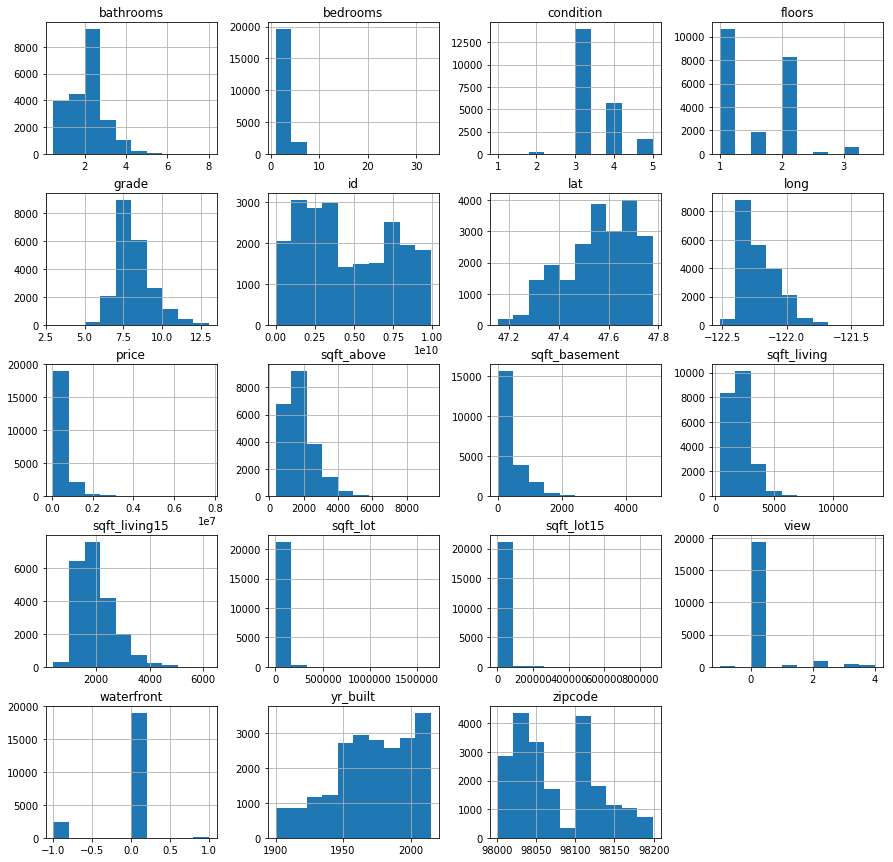 bathrooms bedrooms condition floors
8000 6000 4000 2000 0
2 4 6 8
20000 15000 10000 5000 0
0 10 20 30
12500 10000 7500 5000 2500 0
1 2 3 4 5
10000 8000 6000 4000 2000 0
1 2 3
grade id lat long
8000 6000 4000 2000 0
2.5 5.0 7.5 10.0 12.5
3000 2000 1000 0
0.0 0.2 0.5 0.8 1.0
1e10
4000 3000 2000 1000 0
47.2 47.4 47.6 47.8
8000 6000 4000 2000 0
−122.5 −122.0 −121.5
price sqft_above sqft_basement sqft_living
20000 15000 10000 5000 0
0.0 0.2 0.4 0.6 0.8
1e7
8000 6000 4000 2000 0
0 2000 4000 6000 8000
15000 10000 5000 0
0 2000 4000
10000 8000 6000 4000 2000 0
0 5000 10000
sqft_living15 sqft_lot sqft_lot15 view
6000 4000 2000 0
2000 4000 6000
20000 15000 10000 5000 0
0 500000 1000000 1500000
20000 15000 10000 5000 0
0 200000 400000 600000 800000
20000 15000 10000 5000 0
0 2 4
waterfront yr_built zipcode
20000 15000 10000 5000 0
−1.0 −0.5 0.0 0.5 1.0
3000 2000 1000 0
1900 1950 2000
4000 3000 2000 1000 0
98000 98050 98100 98150 98200